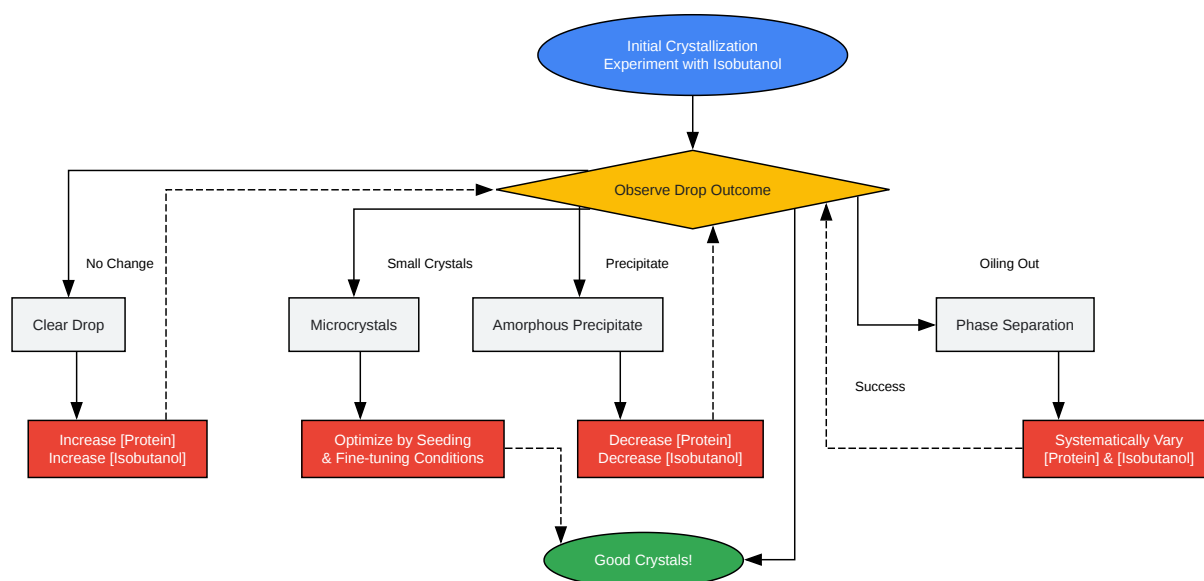 Initial Crystallization
Experiment with Isobutanol
Observe Drop Outcome
No Change
Small Crystals
Precipitate
Oiling Out
Clear Drop
Microcrystals
Amorphous Precipitate
Phase Separation
Success
Increase [Protein]
Increase [Isobutanol]
Optimize by Seeding
& Fine-tuning Conditions
Decrease [Protein]
Decrease [Isobutanol]
Systematically Vary
[Protein] & [Isobutanol]
Good Crystals!